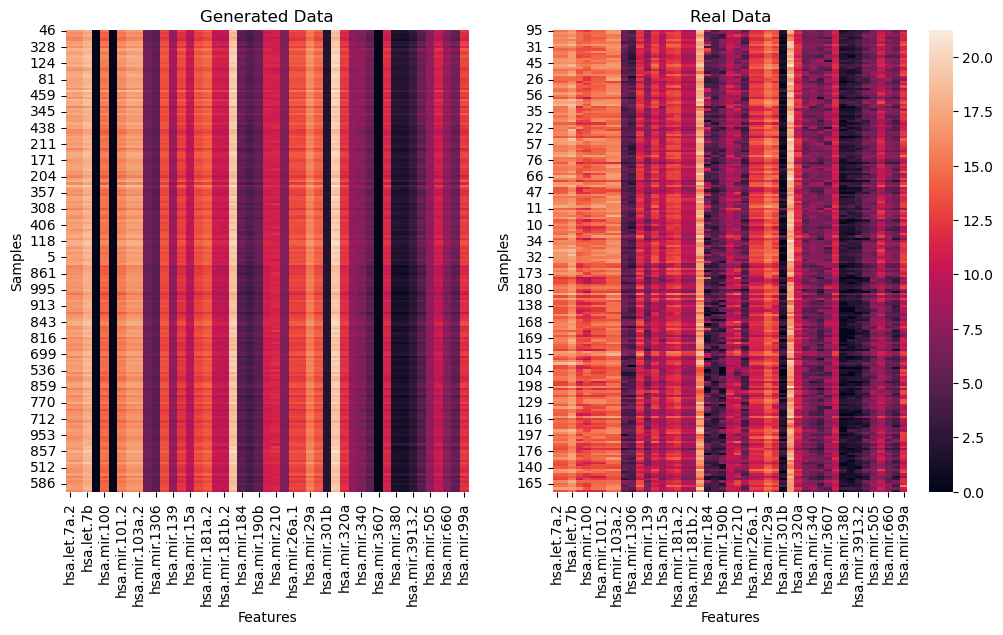 Generated Data
Samples
46
328
124
81
459
345
438
211
171
204
357
308
406
118
5
861
995
913
843
816
699
536
859
770
712
953
857
512
586
hsa.let.7a.2
hsa.let.7b
hsa.mir.100
hsa.mir.101.2
hsa.mir.103a.2
hsa.mir.1306
hsa.mir.139
hsa.mir.15a
hsa.mir.181a.2
hsa.mir.181b.2
hsa.mir.184
hsa.mir.190b
hsa.mir.210
hsa.mir.26a.1
hsa.mir.29a
hsa.mir.301b
hsa.mir.320a
hsa.mir.340
hsa.mir.3607
hsa.mir.380
hsa.mir.3913.2
hsa.mir.505
hsa.mir.660
hsa.mir.99a
Features
Real Data
Samples
95
31
45
26
56
35
22
57
76
66
47
11
10
34
32
173
180
138
168
169
115
104
198
129
116
197
176
140
165
hsa.let.7a.2
hsa.let.7b
hsa.mir.100
hsa.mir.101.2
hsa.mir.103a.2
hsa.mir.1306
hsa.mir.139
hsa.mir.15a
hsa.mir.181a.2
hsa.mir.181b.2
hsa.mir.184
hsa.mir.190b
hsa.mir.210
hsa.mir.26a.1
hsa.mir.29a
hsa.mir.301b
hsa.mir.320a
hsa.mir.340
hsa.mir.3607
hsa.mir.380
hsa.mir.3913.2
hsa.mir.505
hsa.mir.660
hsa.mir.99a
Features
20.0
17.5
15.0
12.5
10.0
7.5
5.0
2.5
0.0